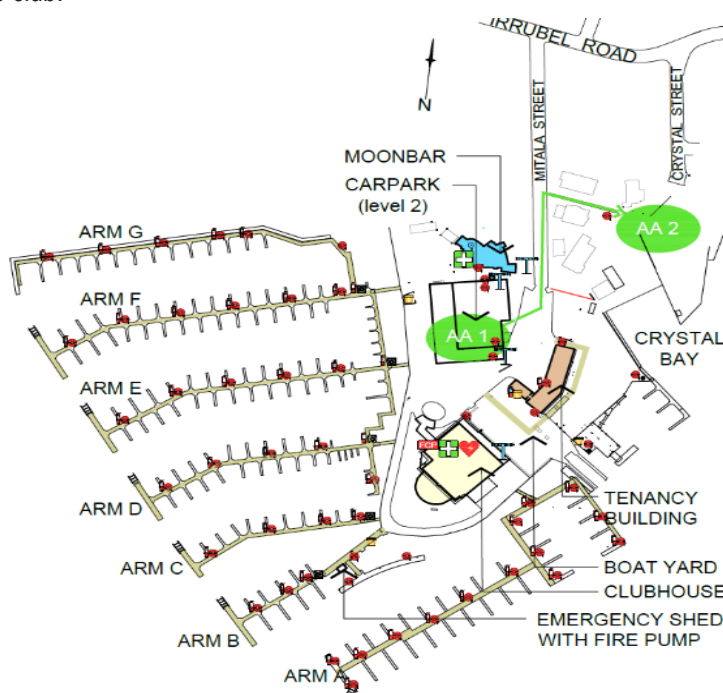 IRRUBEL ROAD
MITALA STREET
CRYSTAL STREET
N
MOONBAR
CARPARK
(level 2)
AA 2
ARM G
ARM F
AA 1
CRYSTAL
BAY
ARM E
FCP
ARM D
TENANCY
BUILDING
ARM C
BOAT YARD
CLUBHOUSE
ARM B
EMERGENCY SHED
WITH FIRE PUMP
ARM A